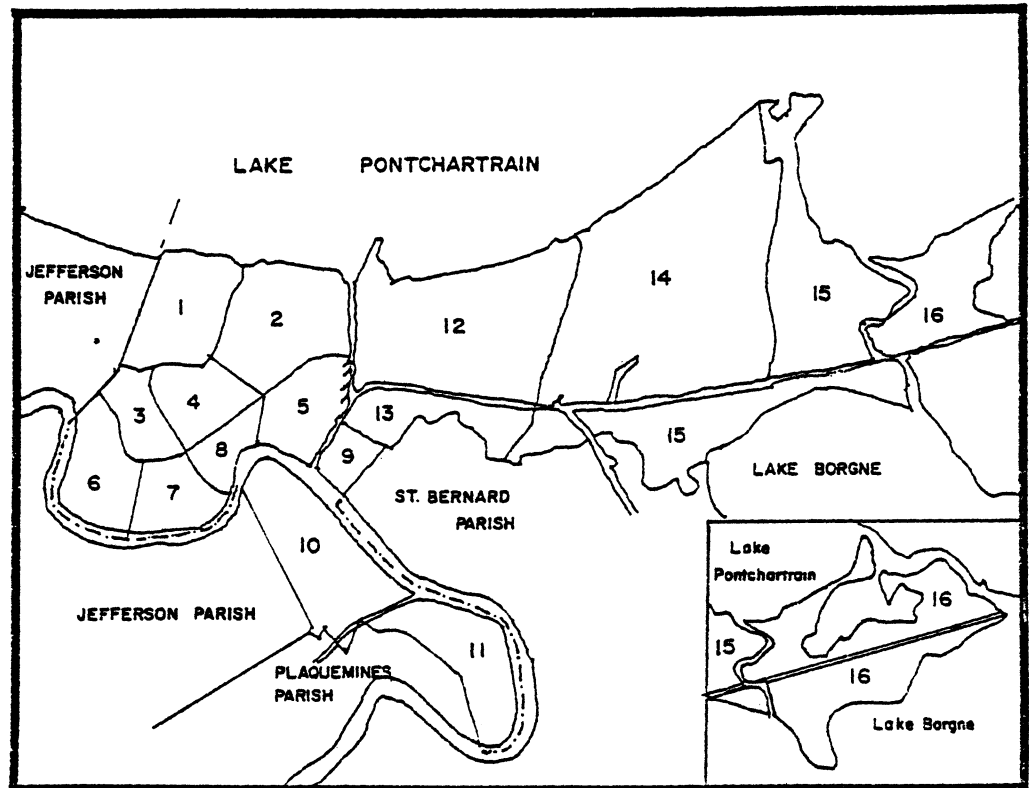 LAKE PONTCHARTRAIN
JEFFERSON
PARISH
1
2
12
14
15
16
3
4
5
13
6
7
8
9
15
LAKE BORGNE
ST. BERNARD
PARISH
10
JEFFERSON PARISH
11
PLAQUEMINES
PARISH
Lake
Pontchartrain
16
15
16
Lake Borgne